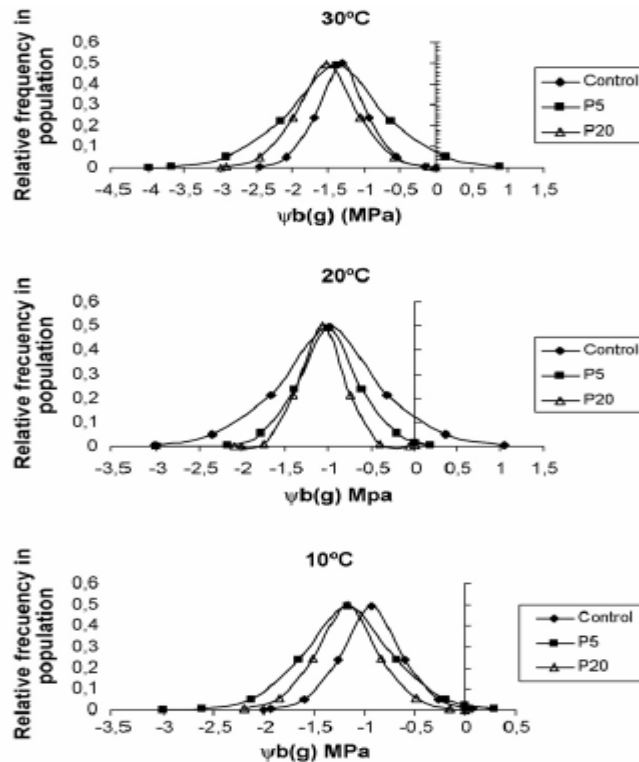 30ºC
Relative frequency in
population
0,6
0,5
0,4
0,3
0,2
0,1
0
-4,5 -4 -3,5 -3 -2,5 -2 -1,5 -1 -0,5 0 0,5 1 1,5
ψb(g) (MPa)
Control
P5
P20
20ºC
Relative frecuency in
population
0,6
0,5
0,4
0,3
0,2
0,1
0
-3,5 -3 -2,5 -2 -1,5 -1 -0,5 0 0,5 1 1,5
ψb(g) Mpa
Control
P5
P20
10ºC
Relative frecuency in
population
0,6
0,5
0,4
0,3
0,2
0,1
0
-3,5 -3 -2,5 -2 -1,5 -1 -0,5 0 0,5
ψb(g) MPa
Control
P5
P20